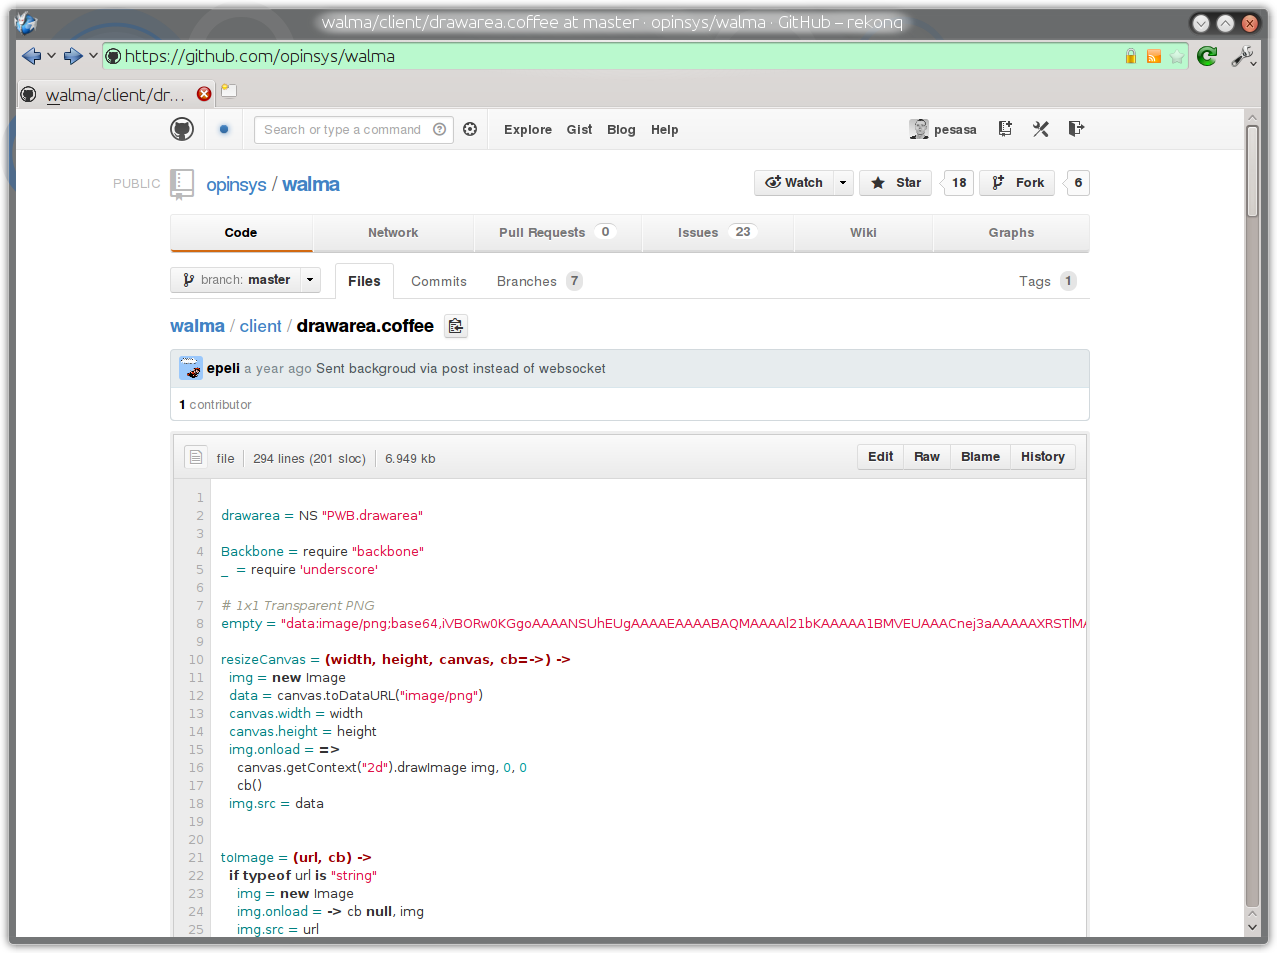 walma/client/drawarea.coffee at master · opinsys/walma · GitHub – rekonq
https://github.com/opinsys/walma
walma/client/dr...
Search or type a command
Explore Gist Blog Help
pesasa
PUBLIC
opinsys / walma
Watch
Star 18
Fork 6
Code
Network
Pull Requests 0
Issues 23
Wiki
Graphs
branch: master
Files
Commits
Branches 7
Tags 1
walma / client / drawarea.coffee
epeli a year ago Sent backgroud via post instead of websocket
1 contributor
file 294 lines (201 sloc) 6.949 kb
Edit Raw Blame History
1
2 drawarea = NS "PWB.drawarea"
3
4 Backbone = require "backbone"
5 _ = require 'underscore'
6
7 # 1x1 Transparent PNG
8 empty = "data:image/png;base64,iVBORw0KGgoAAAANSUhEUgAAAAEAAAABAQMAAAAl21bKAAAAA1BMVEUAAACnej3aAAAAAXRSTlMA
9
10 resizeCanvas = (width, height, canvas, cb=->) ->
11 img = new Image
12 data = canvas.toDataURL("image/png")
13 canvas.width = width
14 canvas.height = height
15 img.onload = =>
16 canvas.getContext("2d").drawImage img, 0, 0
17 cb()
18 img.src = data
19
20
21 toImage = (url, cb) ->
22 if typeof url is "string"
23 img = new Image
24 img.onload = -> cb null, img
25 img.src = url